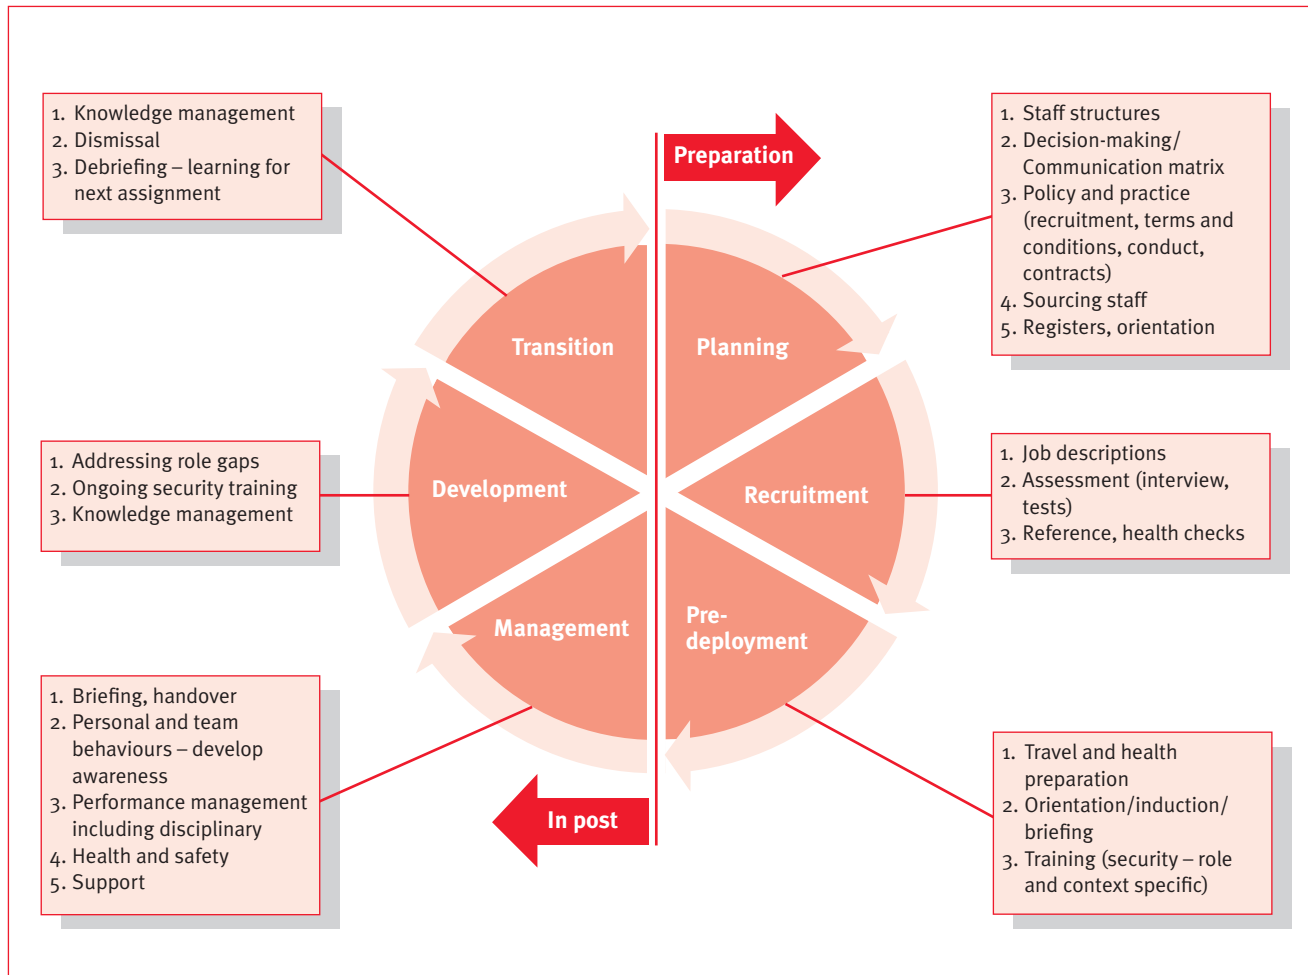 1. Knowledge management
2. Dismissal
3. Debriefing – learning for
next assignment
Preparation
1. Staff structures
2. Decision-making/
Communication matrix
3. Policy and practice
(recruitment, terms and
conditions, conduct,
contracts)
4. Sourcing staff
5. Registers, orientation
Transition
Planning
1. Addressing role gaps
2. Ongoing security training
3. Knowledge management
Development
Recruitment
1. Job descriptions
2. Assessment (interview,
tests)
3. Reference, health checks
Management
Pre-
deployment
1. Briefing, handover
2. Personal and team
behaviours – develop
awareness
3. Performance management
including disciplinary
4. Health and safety
5. Support
In post
1. Travel and health
preparation
2. Orientation/induction/
briefing
3. Training (security – role
and context specific)